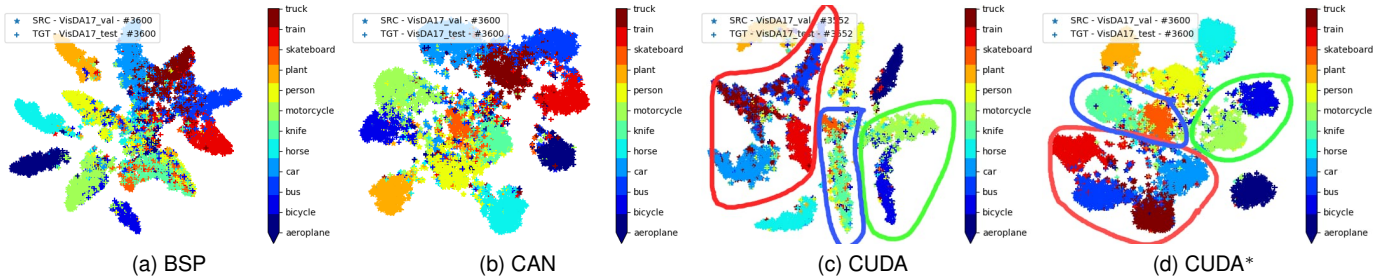 SRC - VisDA17_val - #3600
TGT - VisDA17_test - #3600
truck
train
skateboard
plant
person
motorcycle
knife
horse
car
bus
bicycle
aeroplane
(a) BSP
SRC - VisDA17_val - #3600
TGT - VisDA17_test - #3600
truck
train
skateboard
plant
person
motorcycle
knife
horse
car
bus
bicycle
aeroplane
(b) CAN
SRC - VisDA17_val - #3552
TGT - VisDA17_test - #3552
truck
train
skateboard
plant
person
motorcycle
knife
horse
car
bus
bicycle
aeroplane
(c) CUDA
SRC - VisDA17_val - #3600
TGT - VisDA17_test - #3600
truck
train
skateboard
plant
person
motorcycle
knife
horse
car
bus
bicycle
aeroplane
(d) CUDA*